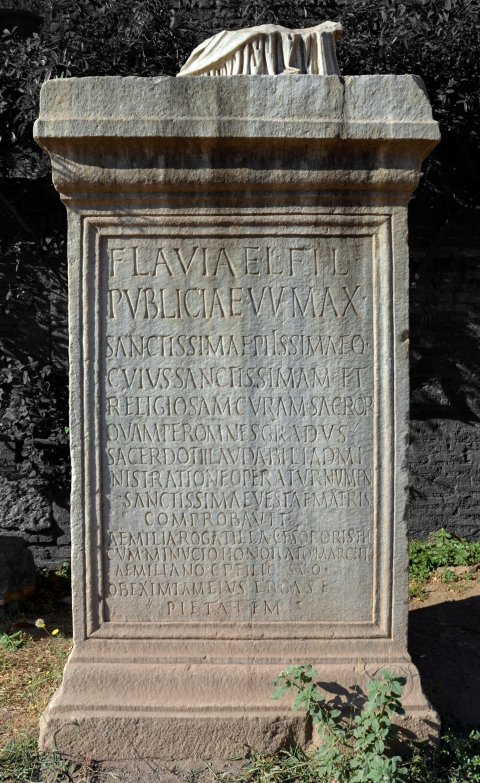 FLAVIAE L FIL
PVBLICIAE V V MAX
SANCTISSIMAE PIISSIMAEQ
CVIVS SANCTISSIMAM ET
RELIGIOSAM CVRAM SACROR
QVAM PER OMNES GRADVS
SACERDOTII LAVDABILI ADMI
NISTRATIONE OPERATVR NVMEN
SANCTISSIMAE VESTAE MATRIS
COMPROBAVIT
AEMILIA ROGATILLA C F SORORIS FIL
CVM MINVCIO HONORATO MARCELL
AEMILIANO C P FILIO SVO
OB EXIMIAM EIVS ERGA SE
PIETATEM